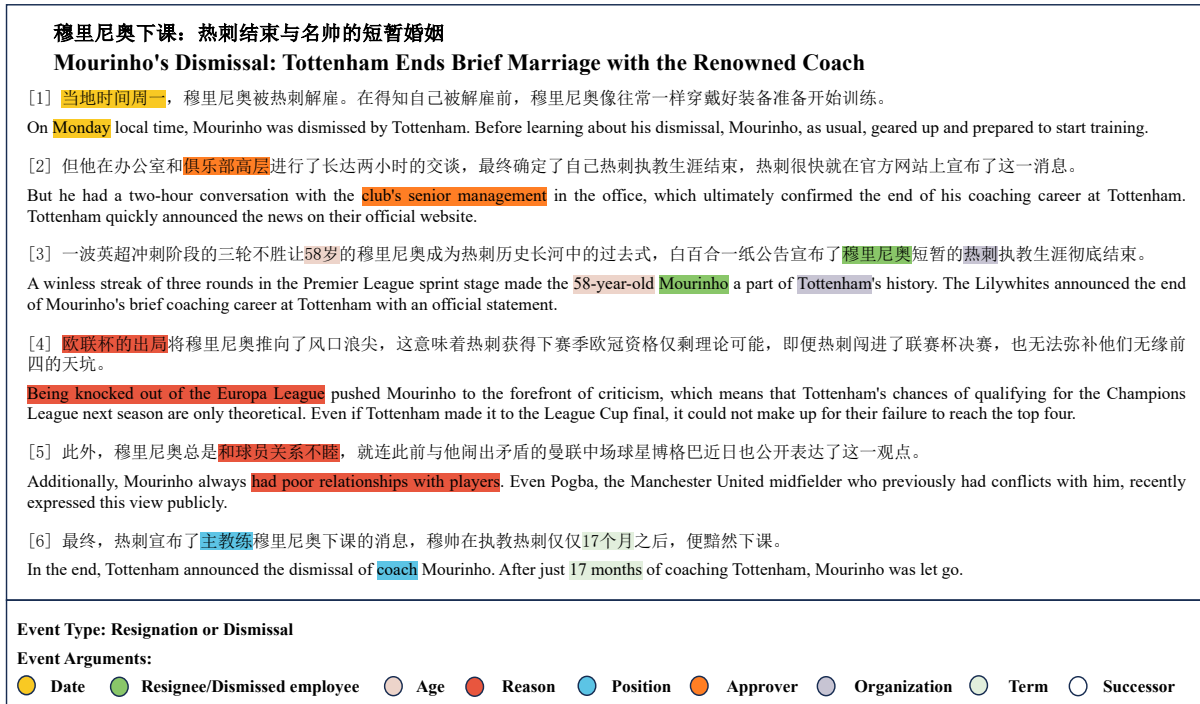 穆里尼奥下课：热刺结束与名帅的短暂婚姻
Mourinho's Dismissal: Tottenham Ends Brief Marriage with the Renowned Coach
[1] 当地时间周一，穆里尼奥被热刺解雇。在得知自己被解雇前，穆里尼奥像往常一样穿戴好装备准备开始训练。
On Monday local time, Mourinho was dismissed by Tottenham. Before learning about his dismissal, Mourinho, as usual, geared up and prepared to start training.
[2] 但他在办公室和俱乐部高层进行了长达两小时的交谈，最终确定了自己热刺执教生涯结束，热刺很快就在官方网站上宣布了这一消息。
But he had a two-hour conversation with the club's senior management in the office, which ultimately confirmed the end of his coaching career at Tottenham.
Tottenham quickly announced the news on their official website.
[3] 一波英超冲刺阶段的三轮不胜让58岁的穆里尼奥成为热刺历史长河中的过去式，白百合一纸公告宣布了穆里尼奥短暂的热刺执教生涯彻底结束。
A winless streak of three rounds in the Premier League sprint stage made the 58-year-old Mourinho a part of Tottenham's history. The Lilywhites announced the end
of Mourinho's brief coaching career at Tottenham with an official statement.
[4] 欧联杯的出局将穆里尼奥推向了风口浪尖，这意味着热刺获得下赛季欧冠资格仅剩理论可能，即便热刺闯进了联赛杯决赛，也无法弥补他们无缘前
四的天坑。
Being knocked out of the Europa League pushed Mourinho to the forefront of criticism, which means that Tottenham's chances of qualifying for the Champions
League next season are only theoretical. Even if Tottenham made it to the League Cup final, it could not make up for their failure to reach the top four.
[5] 此外，穆里尼奥总是和球员关系不睦，就连此前与他闹出矛盾的曼联中场球星博格巴近日也公开表达了这一观点。
Additionally, Mourinho always had poor relationships with players. Even Pogba, the Manchester United midfielder who previously had conflicts with him, recently
expressed this view publicly.
[6] 最终，热刺宣布了主教练穆里尼奥下课的消息，穆帅在执教热刺仅仅17个月之后，便黯然下课。
In the end, Tottenham announced the dismissal of coach Mourinho. After just 17 months of coaching Tottenham, Mourinho was let go.
Event Type: Resignation or Dismissal
Event Arguments:
Date Resignee/Dismissed employee Age Reason Position Approver Organization Term Successor